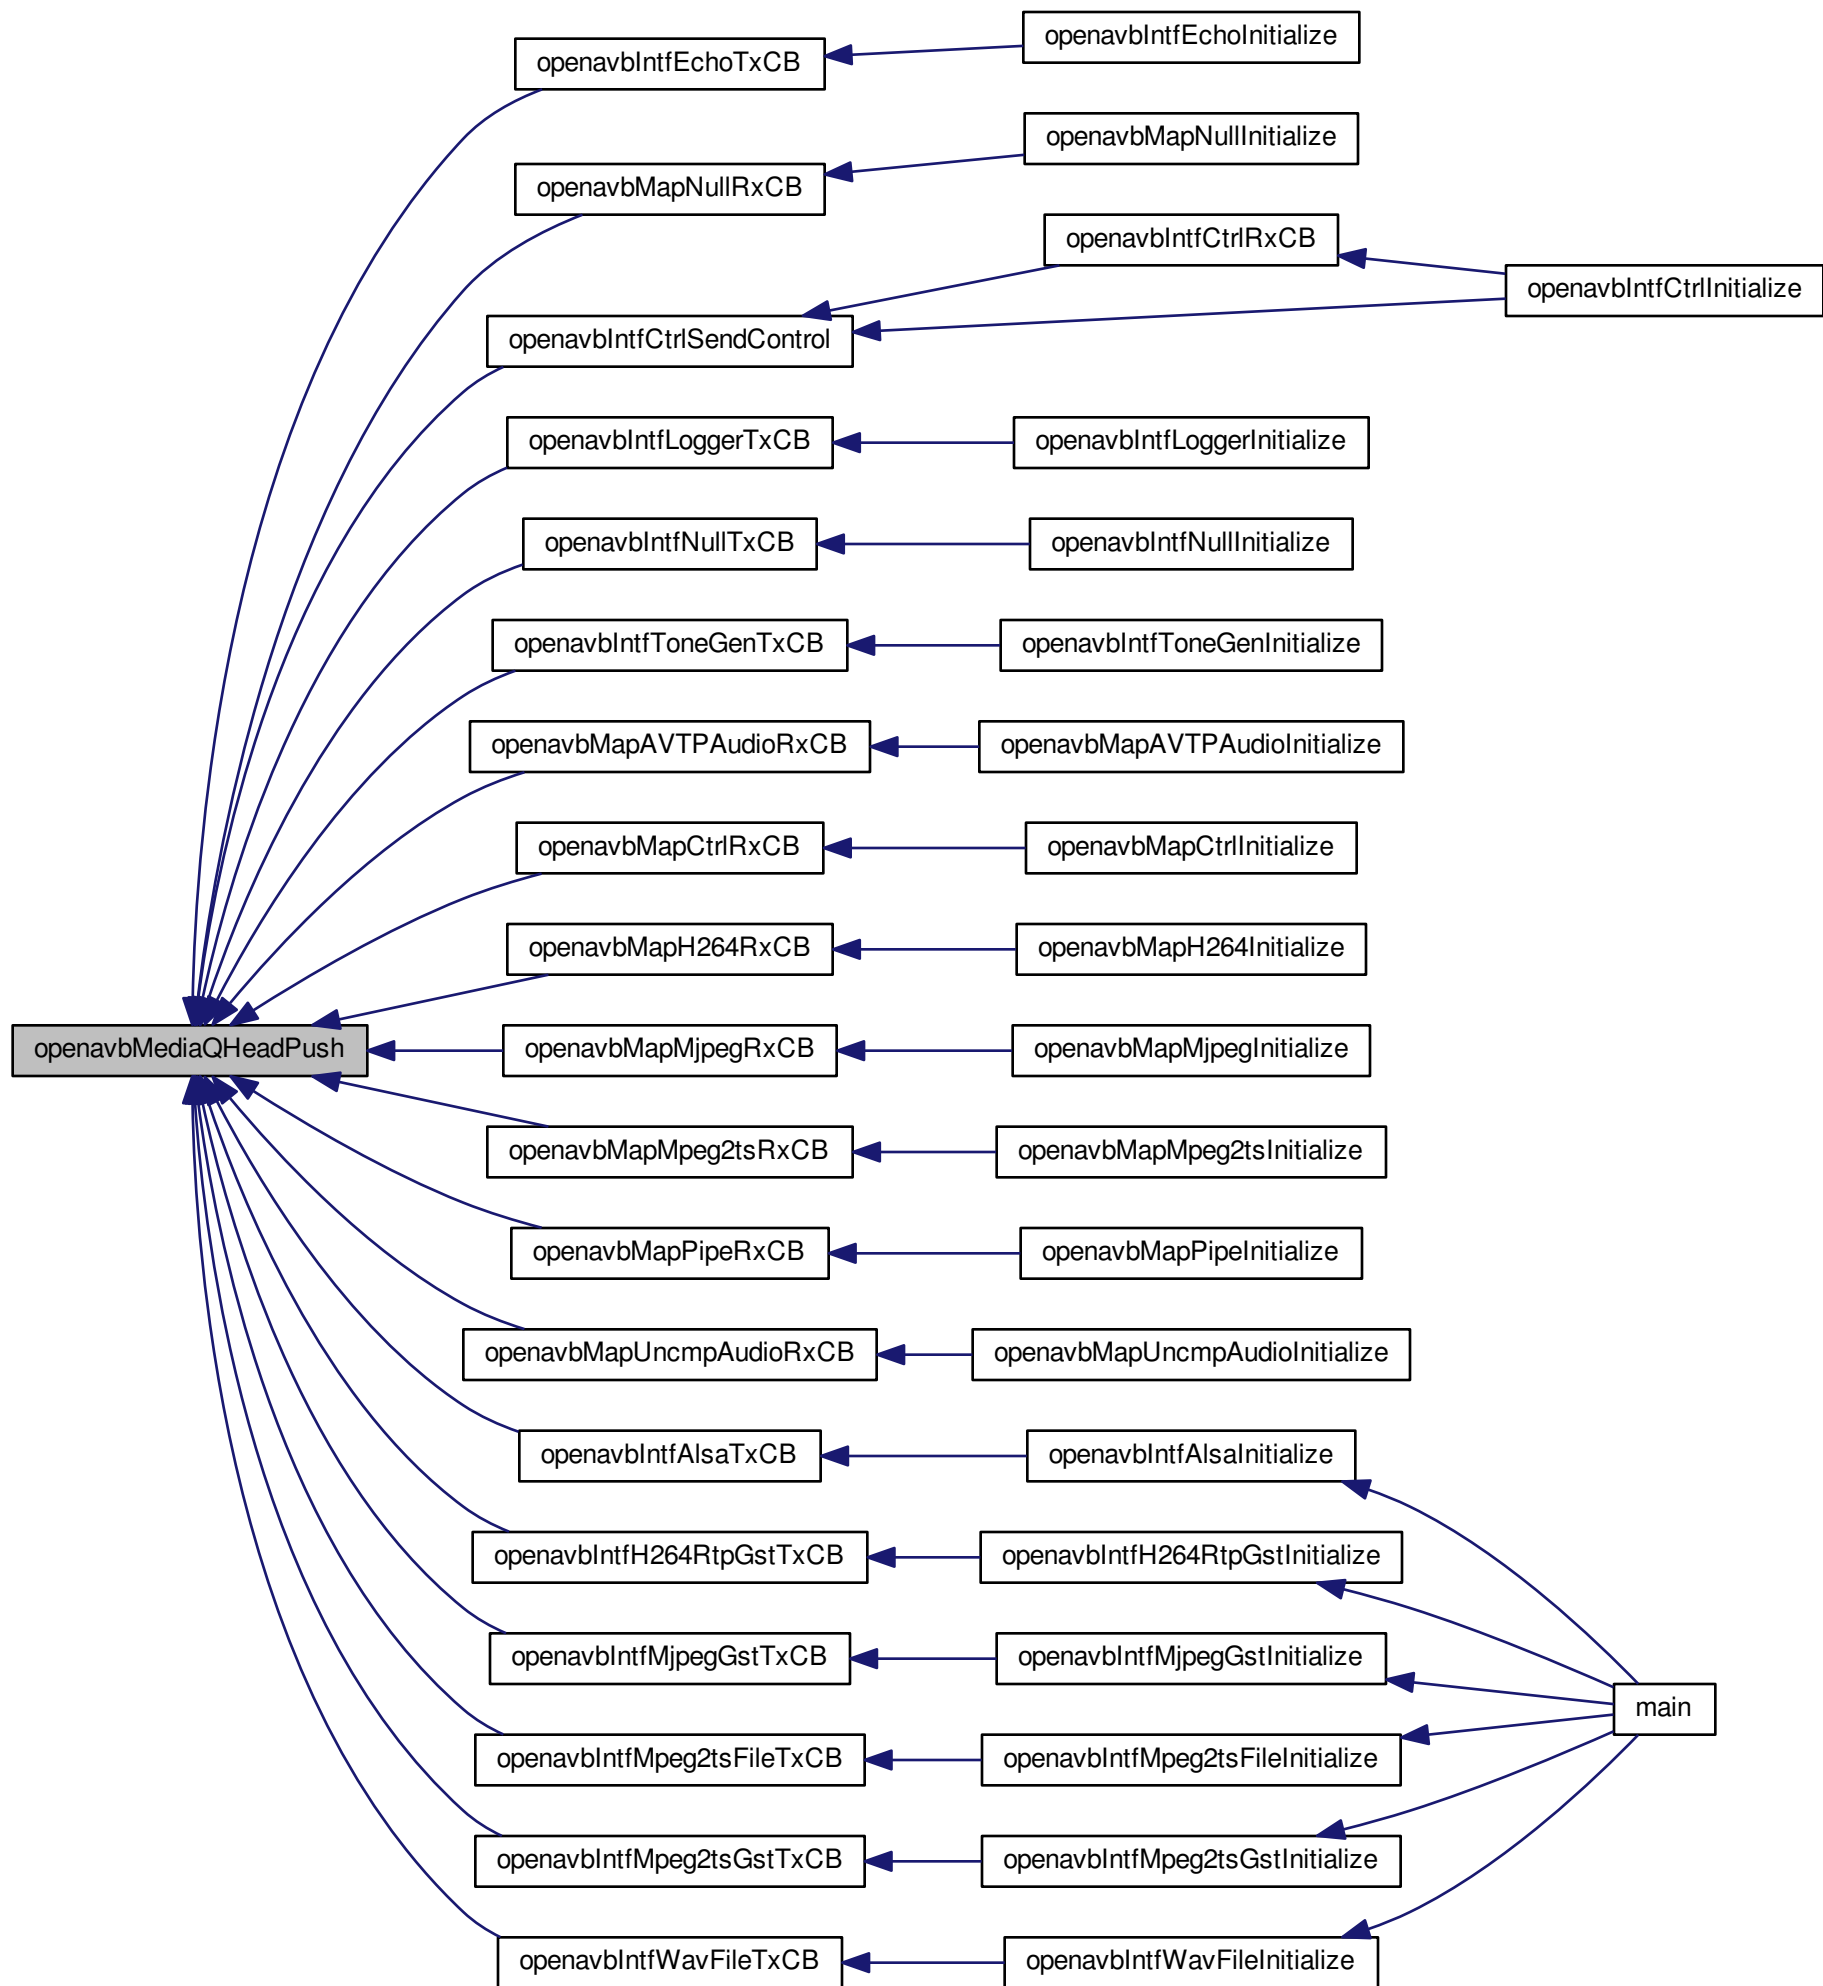 openavbIntfEchoInitialize
openavbIntfEchoTxCB
openavbMapNullInitialize
openavbMapNullRxCB
openavbIntfCtrlRxCB
openavbIntfCtrlInitialize
openavbIntfCtrlSendControl
openavbIntfLoggerTxCB
openavbIntfLoggerInitialize
openavbIntfNullTxCB
openavbIntfNullInitialize
openavbIntfToneGenTxCB
openavbIntfToneGenInitialize
openavbMapAVTPAudioRxCB
openavbMapAVTPAudioInitialize
openavbMapCtrlRxCB
openavbMapCtrlInitialize
openavbMapH264RxCB
openavbMapH264Initialize
openavbMediaQHeadPush
openavbMapMjpegRxCB
openavbMapMjpegInitialize
openavbMapMpeg2tsRxCB
openavbMapMpeg2tsInitialize
openavbMapPipeRxCB
openavbMapPipeInitialize
openavbMapUncmpAudioRxCB
openavbMapUncmpAudioInitialize
openavbIntfAlsaTxCB
openavbIntfAlsaInitialize
openavbIntfH264RtpGstTxCB
openavbIntfH264RtpGstInitialize
openavbIntfMjpegGstTxCB
openavbIntfMjpegGstInitialize
main
openavbIntfMpeg2tsFileTxCB
openavbIntfMpeg2tsFileInitialize
openavbIntfMpeg2tsGstTxCB
openavbIntfMpeg2tsGstInitialize
openavbIntfWavFileTxCB
openavbIntfWavFileInitialize